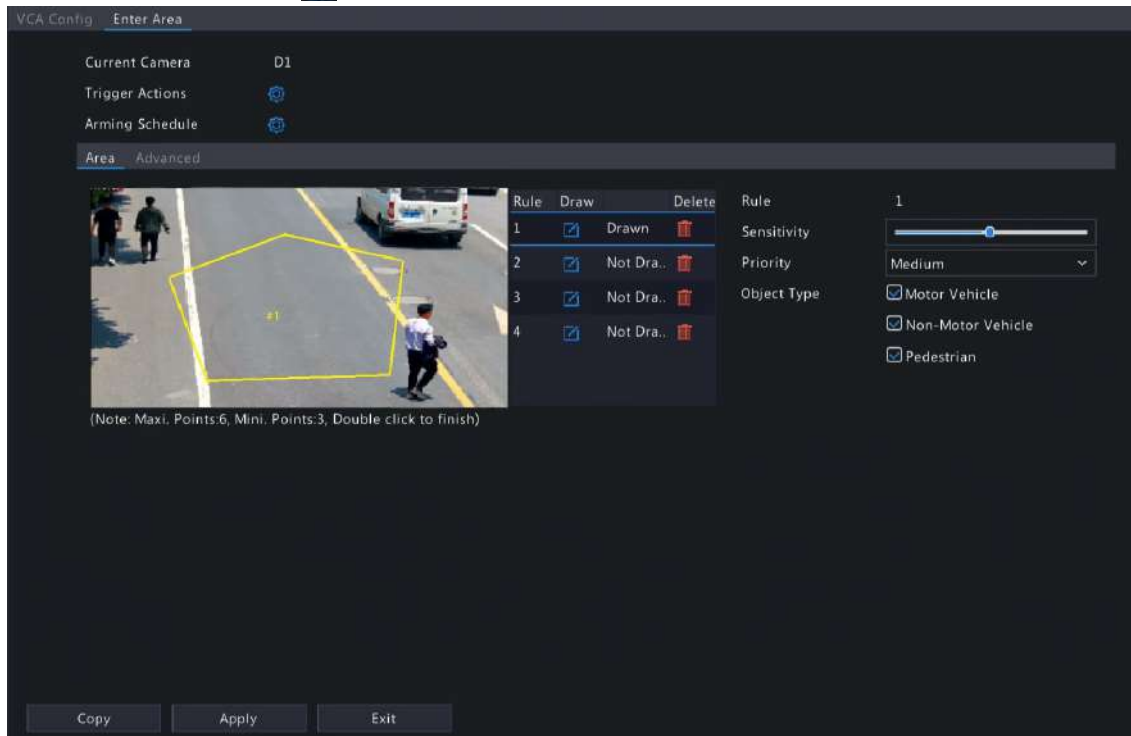 VCA Config Enter Area
Current Camera D1
Trigger Actions
Arming Schedule
Area Advanced
Rule Draw Delete
1 Drawn
2 Not Dra..
3 Not Dra..
4 Not Dra..
#1
(Note: Maxi. Points:6, Mini. Points:3, Double click to finish)
Rule 1
Sensitivity
Priority Medium
Object Type Motor Vehicle
Non-Motor Vehicle
Pedestrian
Copy Apply Exit